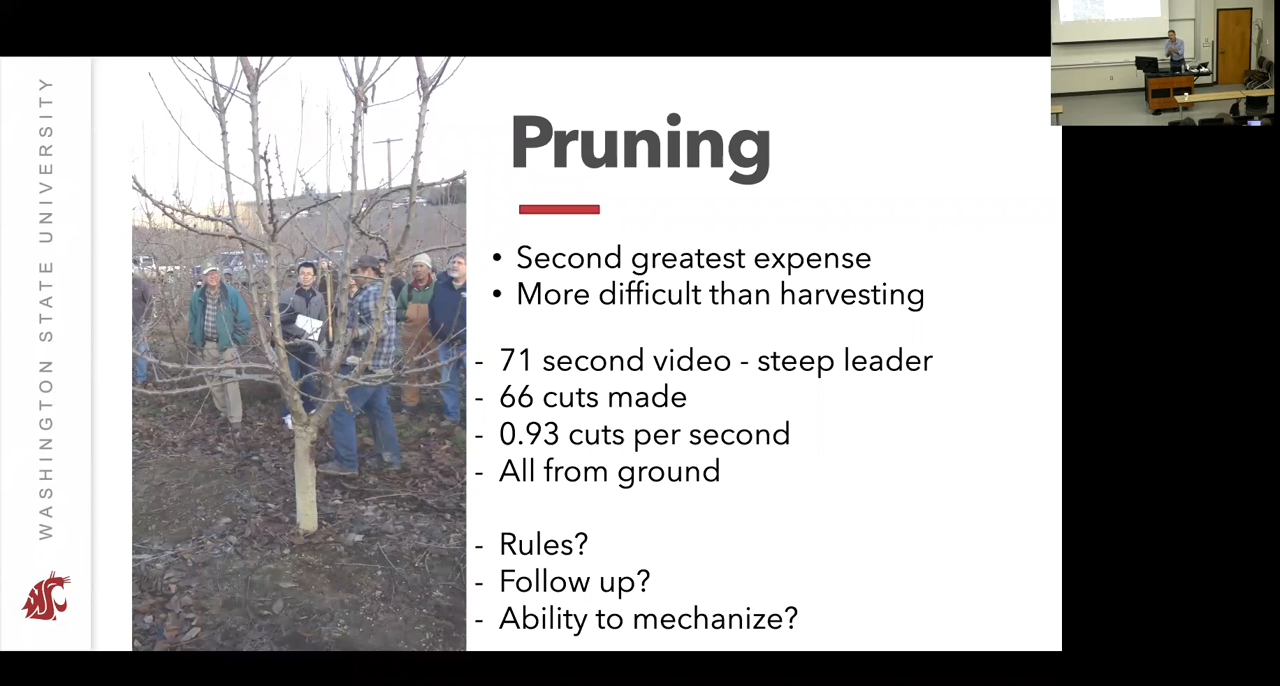 WASHINGTON STATE UNIVERSITY
Pruning
• Second greatest expense
• More difficult than harvesting
- 71 second video - steep leader
- 66 cuts made
- 0.93 cuts per second
- All from ground
- Rules?
- Follow up?
- Ability to mechanize?